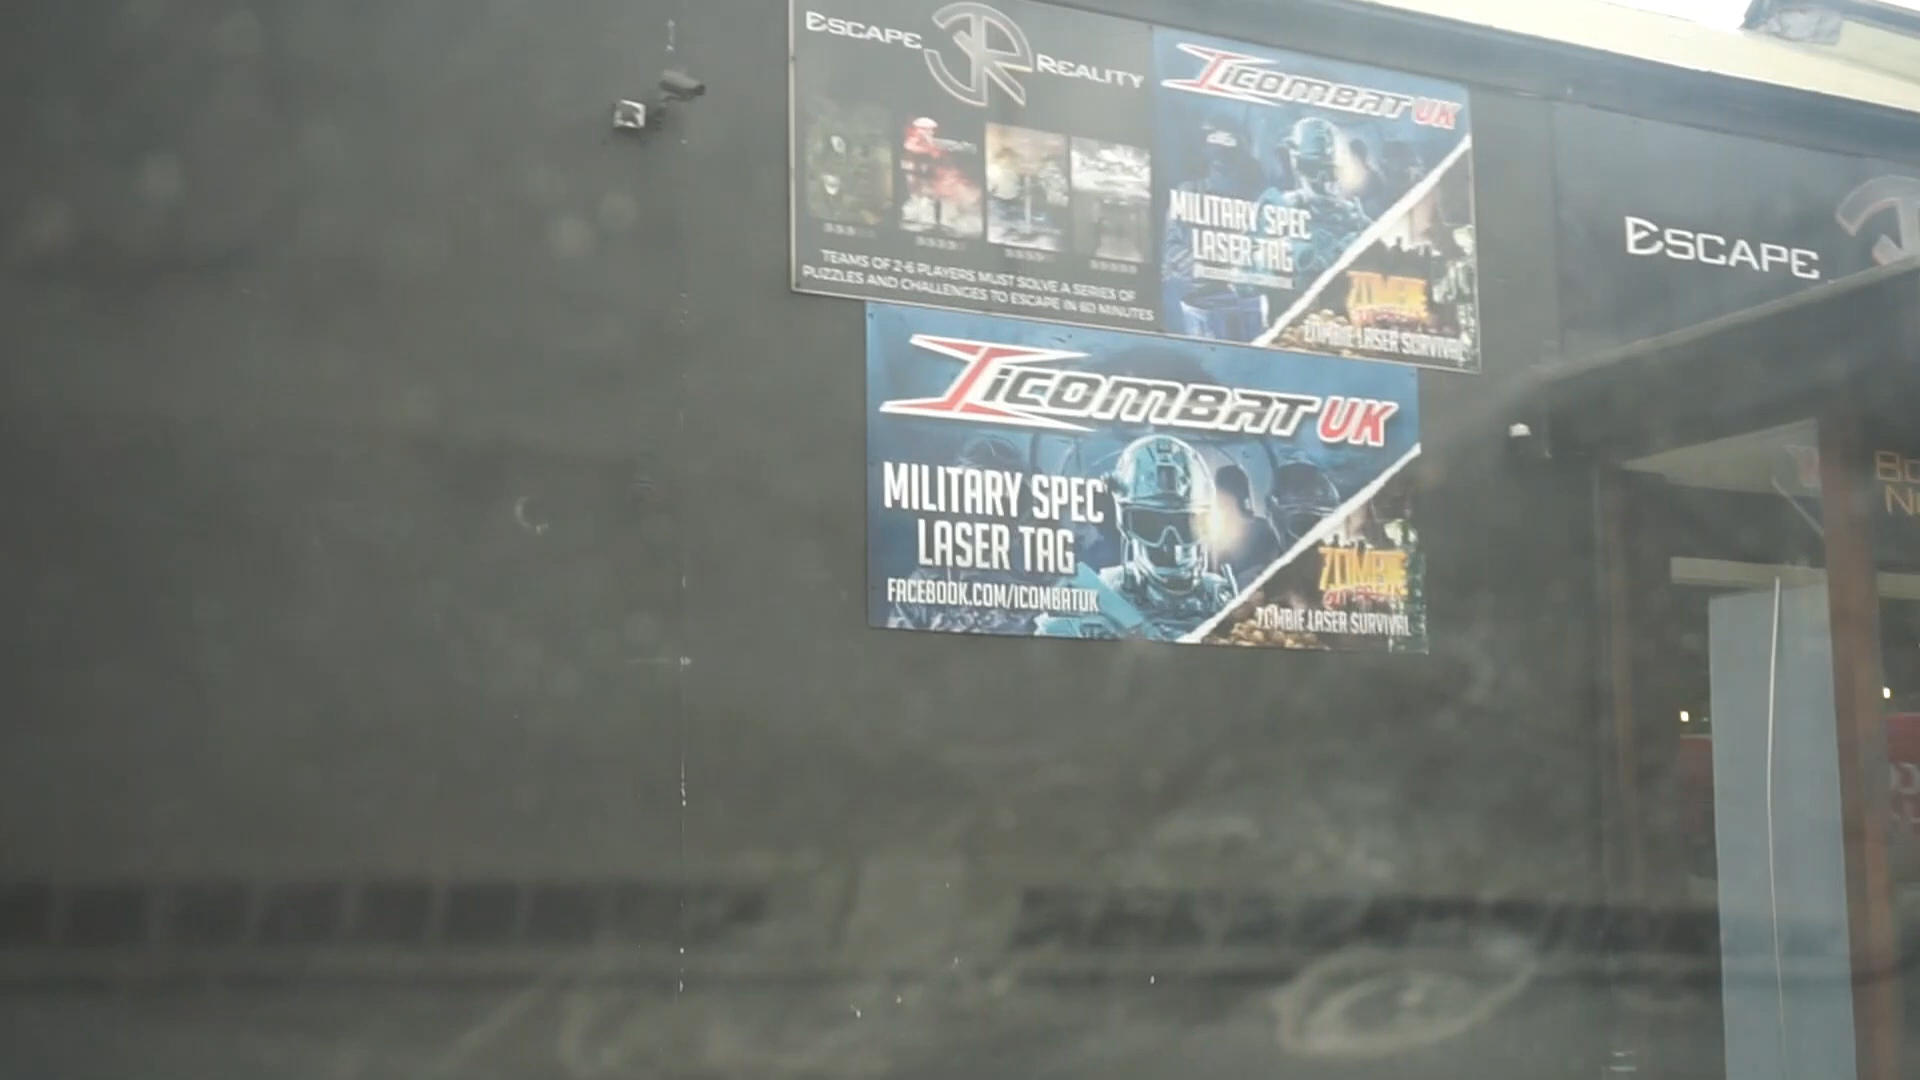 ESCAPE REALITY
TEAMS OF 2-6 PLAYERS MUST SOLVE A SERIES OF
PUZZLES AND CHALLENGES TO ESCAPE IN 60 MINUTES
ICOMBAT UK
MILITARY SPEC
LASER TAG
ZOMBIE
ZOMBIE LASER SURVIVAL
ICOMBAT UK
MILITARY SPEC
LASER TAG
FACEBOOK.COM/ICOMBATUK
ZOMBIE
ZOMBIE LASER SURVIVAL
ESCAPE